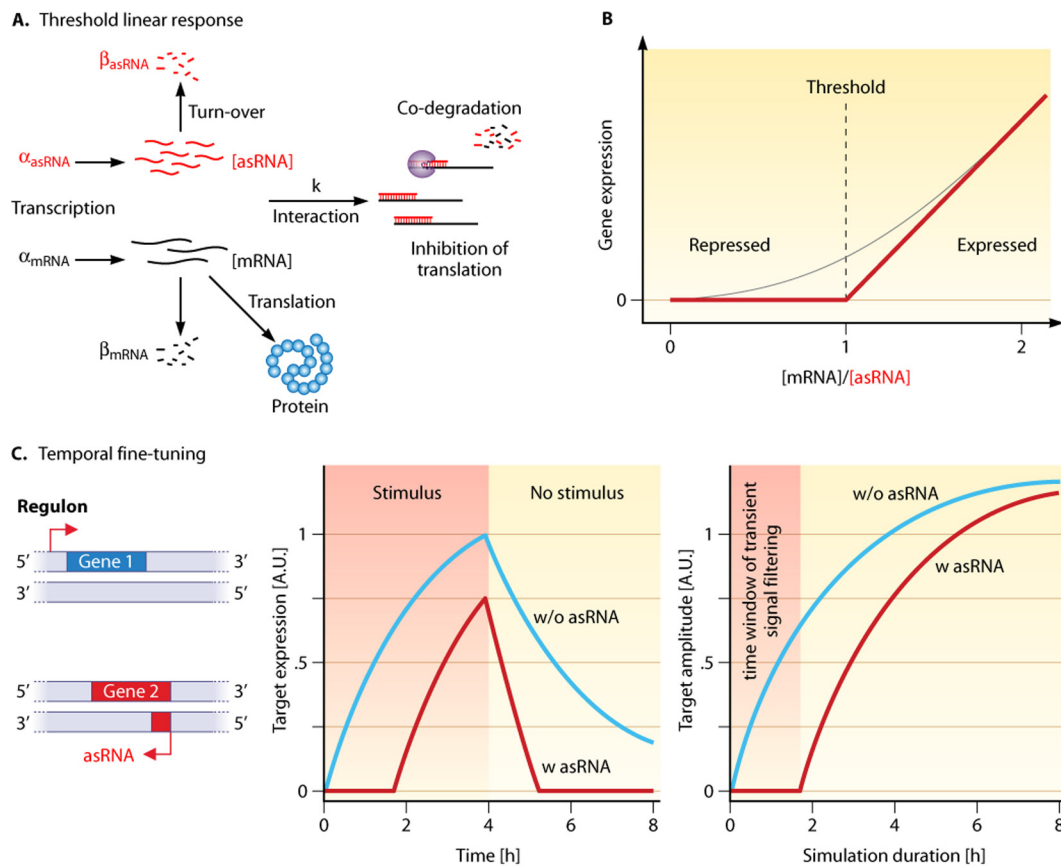 A. Threshold linear response
βasRNA
Turn-over
αasRNA
[asRNA]
Transcription
αmRNA
[mRNA]
Translation
βmRNA
Protein
k
Interaction
Co-degradation
Inhibition of
translation
B
Gene expression
Threshold
Repressed
Expressed
0
0
1
2
[mRNA]/[asRNA]
C. Temporal fine-tuning
Regulon
5′
Gene 1
3′
3′
5′
5′
Gene 2
3′
3′
5′
asRNA
Target expression [A.U.]
Stimulus
No stimulus
1
.5
0
w/o asRNA
w asRNA
0
2
4
6
8
Time [h]
Target amplitude [A.U.]
time window of transient
signal filtering
w/o asRNA
w asRNA
1
.5
0
0
2
4
6
8
Simulation duration [h]